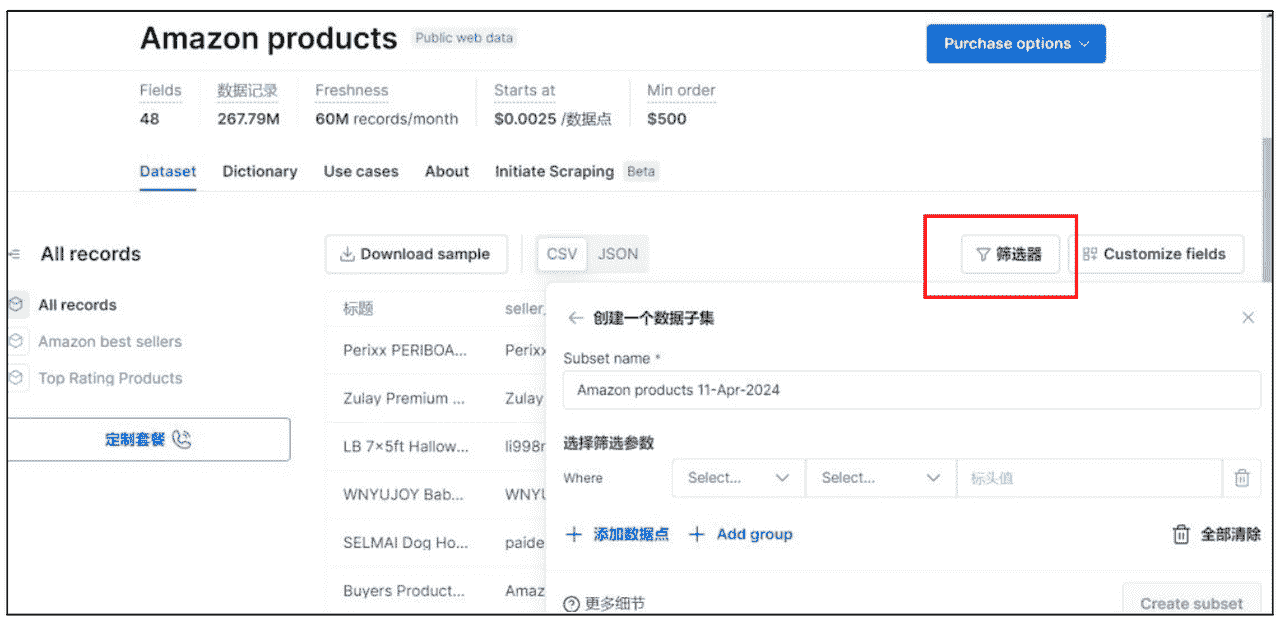 Amazon products Public web data Purchase options
Fields 数据记录 Freshness Starts at Min order
48 267.79M 60M records/month $0.0025 /数据点 $500
Dataset Dictionary Use cases About Initiate Scraping Beta
All records Download sample CSV JSON 筛选器 Customize fields
All records
Amazon best sellers
Top Rating Products
定制套餐
标题 seller_
Perixx PERIBOA... Perixx
Zulay Premium ... Zulay
LB 7×5ft Hallow... li998r
WNYUJOY Bab... WNYU
SELMAI Dog Ho... paide
Buyers Product... Amaz
创建一个数据子集
Subset name *
Amazon products 11-Apr-2024
选择筛选参数
Where Select... Select... 标头值
添加数据点 Add group 全部清除
更多细节 Create subset